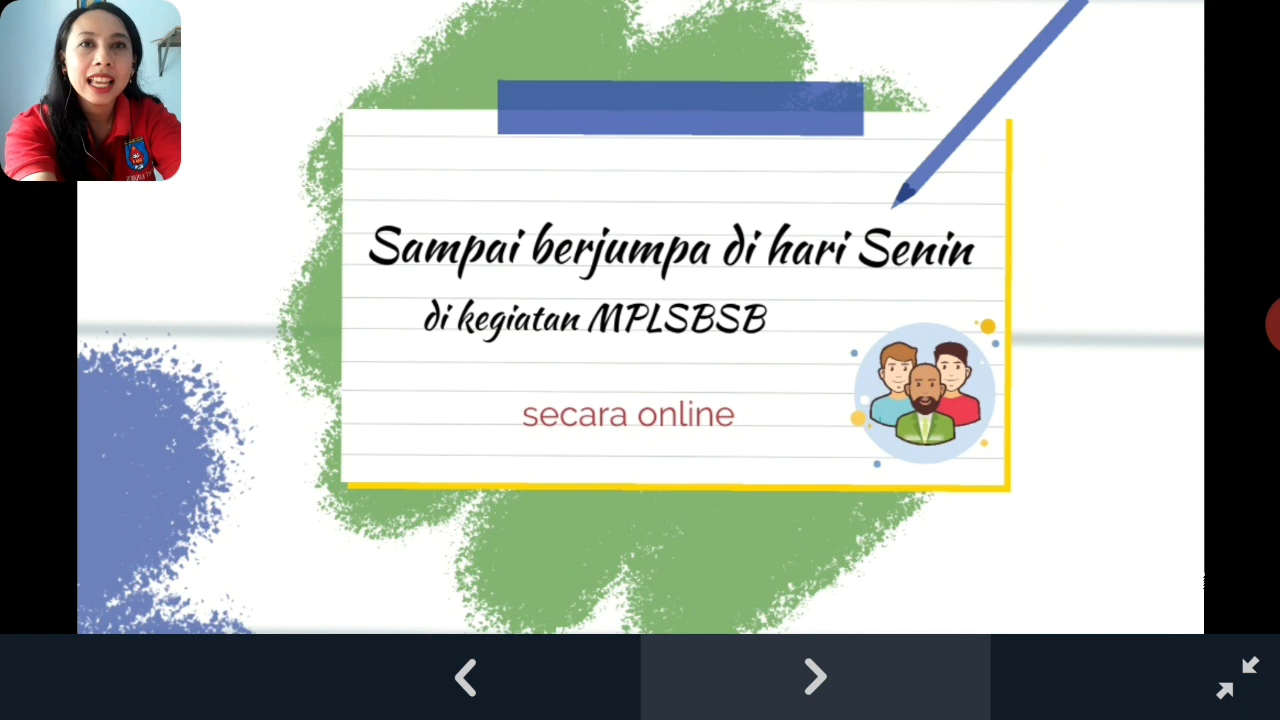 Sampai berjumpa di hari Senin
di kegiatan MPLSBSB
secara online